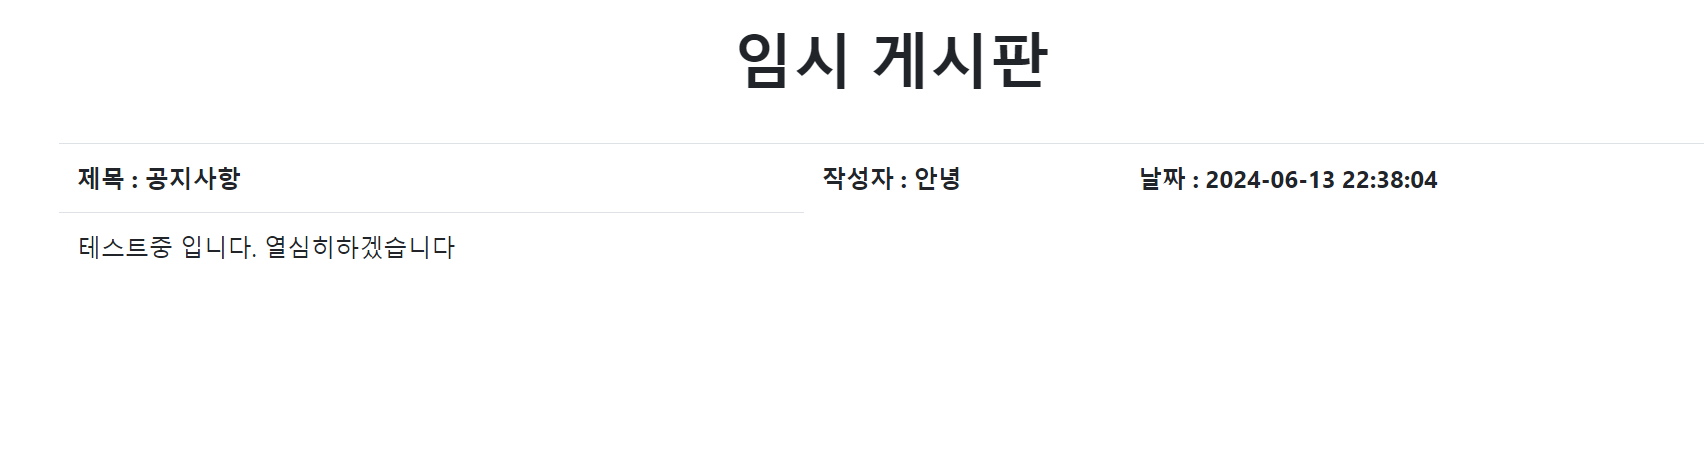 임시 게시판
제목 : 공지사항 작성자 : 안녕 날짜 : 2024-06-13 22:38:04
테스트중 입니다. 열심히하겠습니다